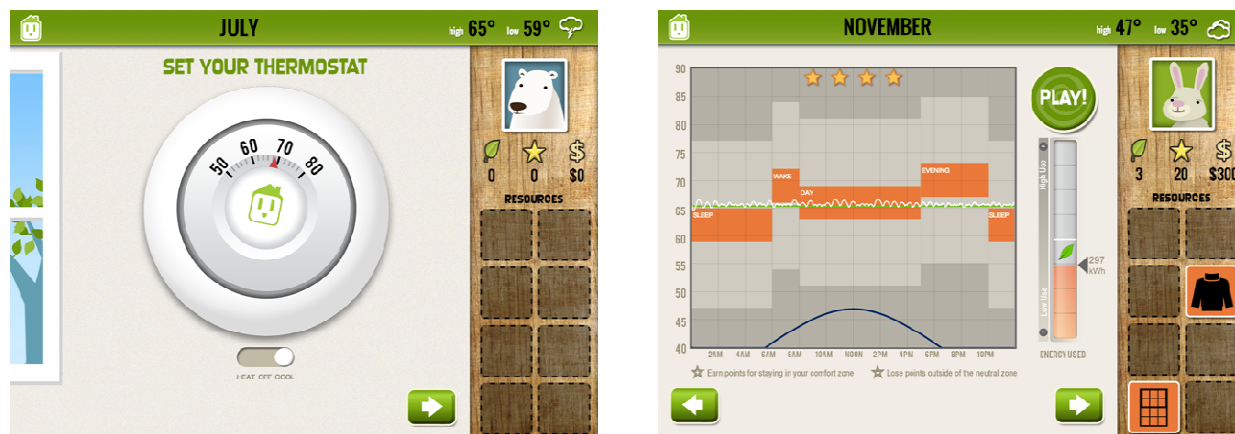 JULY
high 65° low 59°
SET YOUR THERMOSTAT
50 60 70 80
0 0 $0
RESOURCES
HEAT OFF COOL
NOVEMBER
high 47° low 35°
90
85
80
75
70
65
60
55
50
45
40
WAKE
DAY
EVENING
SLEEP
SLEEP
2AM 4AM 6AM 8AM 10AM NOON 2PM 4PM 6PM 8PM 10PM
Earn points for staying in your comfort zone
Lose points outside of the neutral zone
PLAY!
High Use
Low Use
297
kWh
ENERGY USED
$
$
3 20 $300
RESOURCES